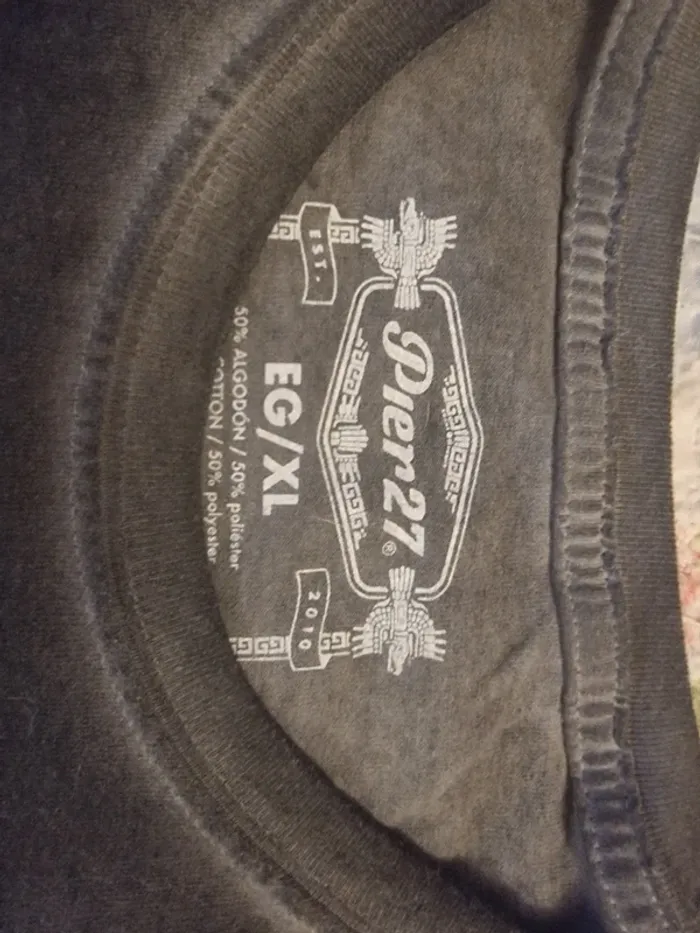 Pier27®
EST. 2010
EG/XL
50% ALGODÓN / 50% poliéster
COTTON / 50% polyester